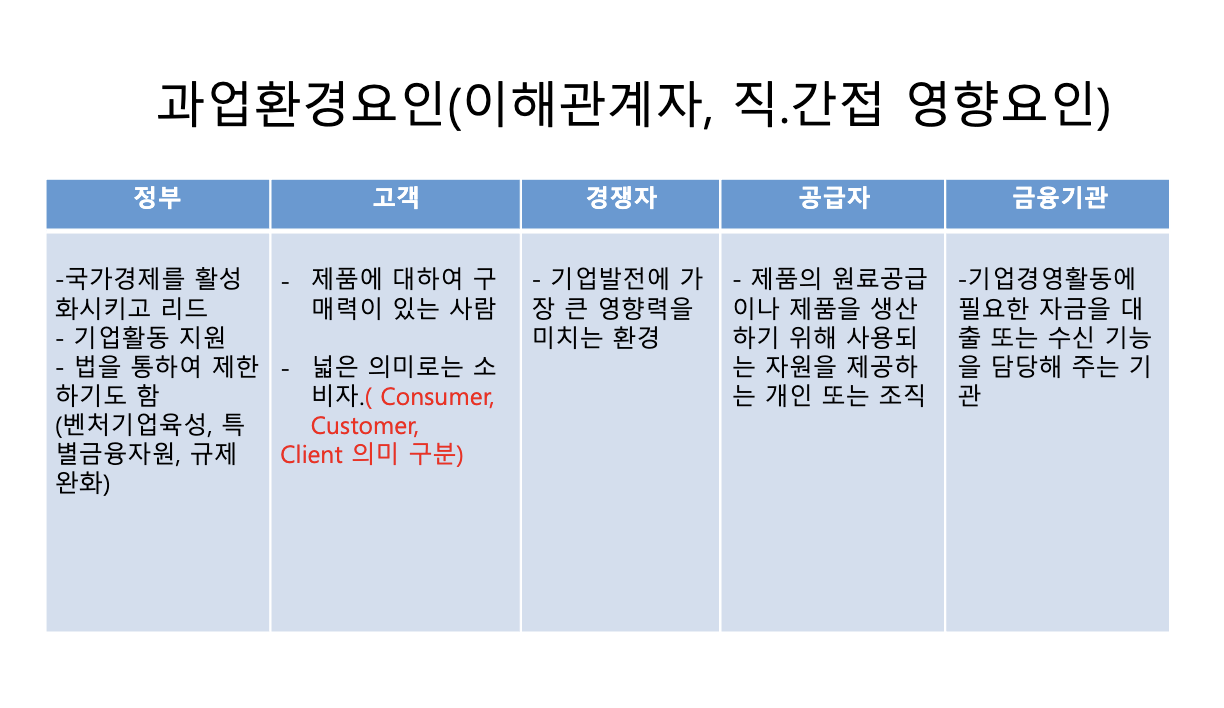 과업환경요인(이해관계자, 직.간접 영향요인)
정부
고객
경쟁자
공급자
금융기관
-국가경제를 활성
화시키고 리드
- 기업활동 지원
- 법을 통하여 제한
하기도 함
(벤처기업육성, 특
별금융자원, 규제
완화)
- 제품에 대하여 구
매력이 있는 사람
- 넓은 의미로는 소
비자.( Consumer,
Customer,
Client 의미 구분)
- 기업발전에 가
장 큰 영향력을
미치는 환경
- 제품의 원료공급
이나 제품을 생산
하기 위해 사용되
는 자원을 제공하
는 개인 또는 조직
-기업경영활동에
필요한 자금을 대
출 또는 수신 기능
을 담당해 주는 기
관